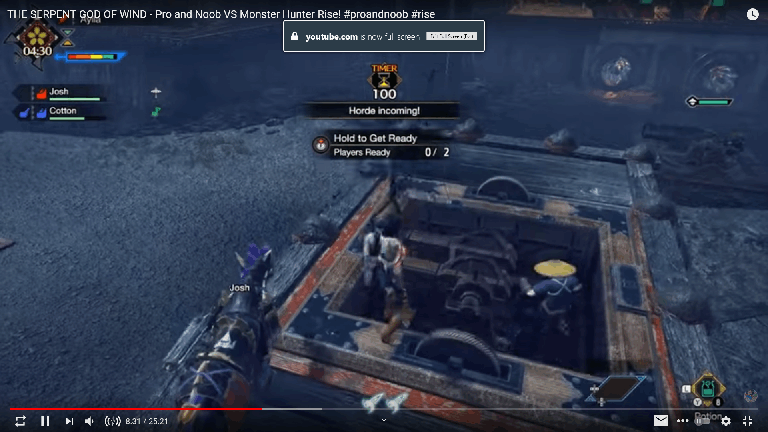 THE SERPENT GOD OF WIND - Pro and Noob VS Monster Hunter Rise! #proandnoob #rise
youtube.com is now full screen
04:30
TIMER
100
Horde incoming!
Josh
Cotton
Hold to Get Ready
Players Ready 0/ 2
Josh
L
Y
8
Potion
8:31 / 25:21